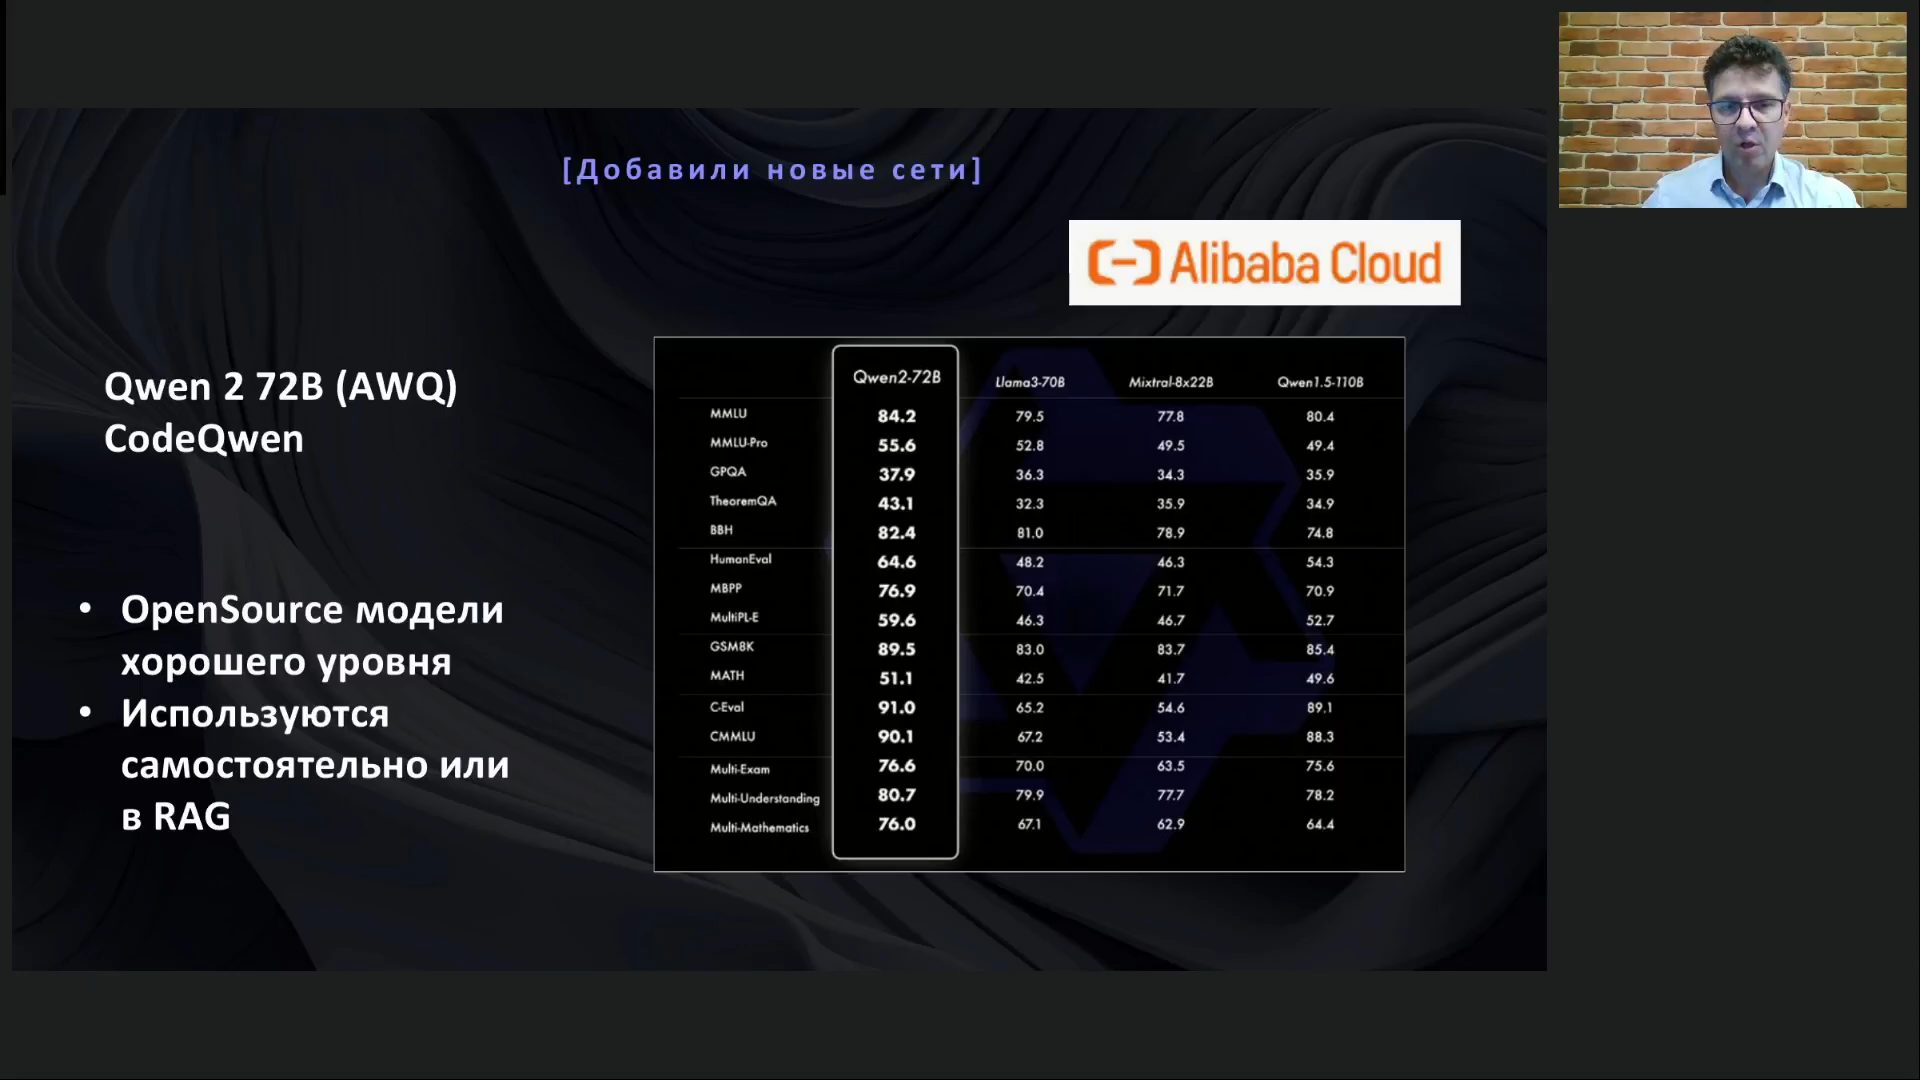 [Добавили новые сети]
Alibaba Cloud
Qwen 2 72B (AWQ)
CodeQwen
• OpenSource модели
хорошего уровня
• Используются
самостоятельно или
в RAG
Qwen2-72B Llama3-70B Mixtral-8x22B Qwen1.5-110B
MMLU 84.2 79.5 77.8 80.4
MMLU-Pro 55.6 52.8 49.5 49.4
GPQA 37.9 36.3 34.3 35.9
TheoremQA 43.1 32.3 35.9 34.9
BBH 82.4 81.0 78.9 74.8
HumanEval 64.6 48.2 46.3 54.3
MBPP 76.9 70.4 71.7 70.9
MultiPL-E 59.6 46.3 46.7 52.7
GSM8K 89.5 83.0 83.7 85.4
MATH 51.1 42.5 41.7 49.6
C-Eval 91.0 65.2 54.6 89.1
CMMLU 90.1 67.2 53.4 88.3
Multi-Exam 76.6 70.0 63.5 75.6
Multi-Understanding 80.7 79.9 77.7 78.2
Multi-Mathematics 76.0 67.1 62.9 64.4